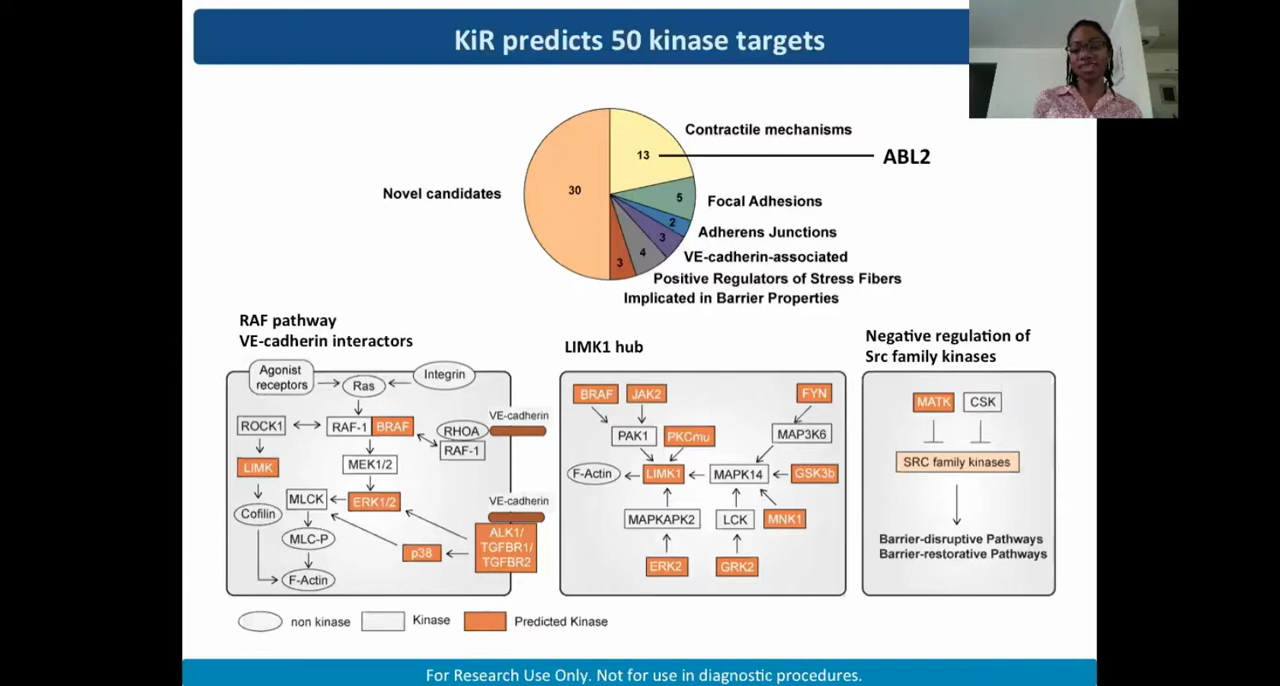 KiR predicts 50 kinase targets
Contractile mechanisms
13
ABL2
Novel candidates
30
5
Focal Adhesions
2
Adherens Junctions
3
VE-cadherin-associated
4
Positive Regulators of Stress Fibers
3
Implicated in Barrier Properties
RAF pathway
VE-cadherin interactors
Agonist
receptors
Ras
Integrin
ROCK1
RAF-1
BRAF
RHOA
RAF-1
VE-cadherin
LIMK
MEK1/2
MLCK
ERK1/2
VE-cadherin
Cofilin
MLC-P
p38
ALK1/
TGFBR1/
TGFBR2
F-Actin
LIMK1 hub
BRAF
JAK2
FYN
PAK1
PKCmu
MAP3K6
F-Actin
LIMK1
MAPK14
GSK3b
MAPKAPK2
LCK
MNK1
ERK2
GRK2
Negative regulation of
Src family kinases
MATK
CSK
SRC family kinases
Barrier-disruptive Pathways
Barrier-restorative Pathways
non kinase
Kinase
Predicted Kinase
For Research Use Only. Not for use in diagnostic procedures.